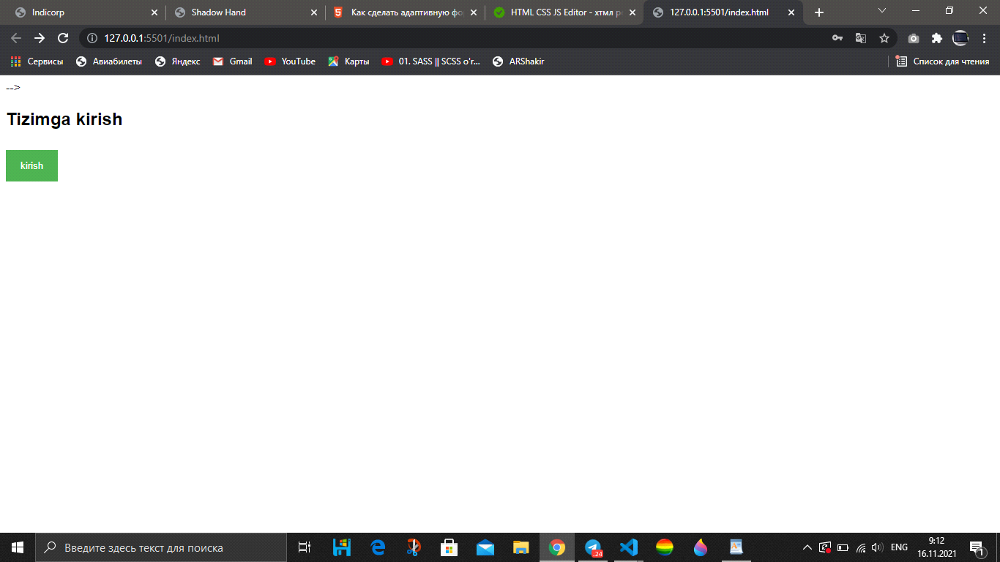 Indicorp
Shadow Hand
Как сделать адаптивную фо
HTML CSS JS Editor - хтмл р
127.0.0.1:5501/index.html
127.0.0.1:5501/index.html
Сервисы Авиабилеты Яндекс Gmail YouTube Карты 01. SASS || SCSS o'r... ARShakir Список для чтения
-->
Tizimga kirish
kirish
Введите здесь текст для поиска
24
ENG
9:12
16.11.2021
1